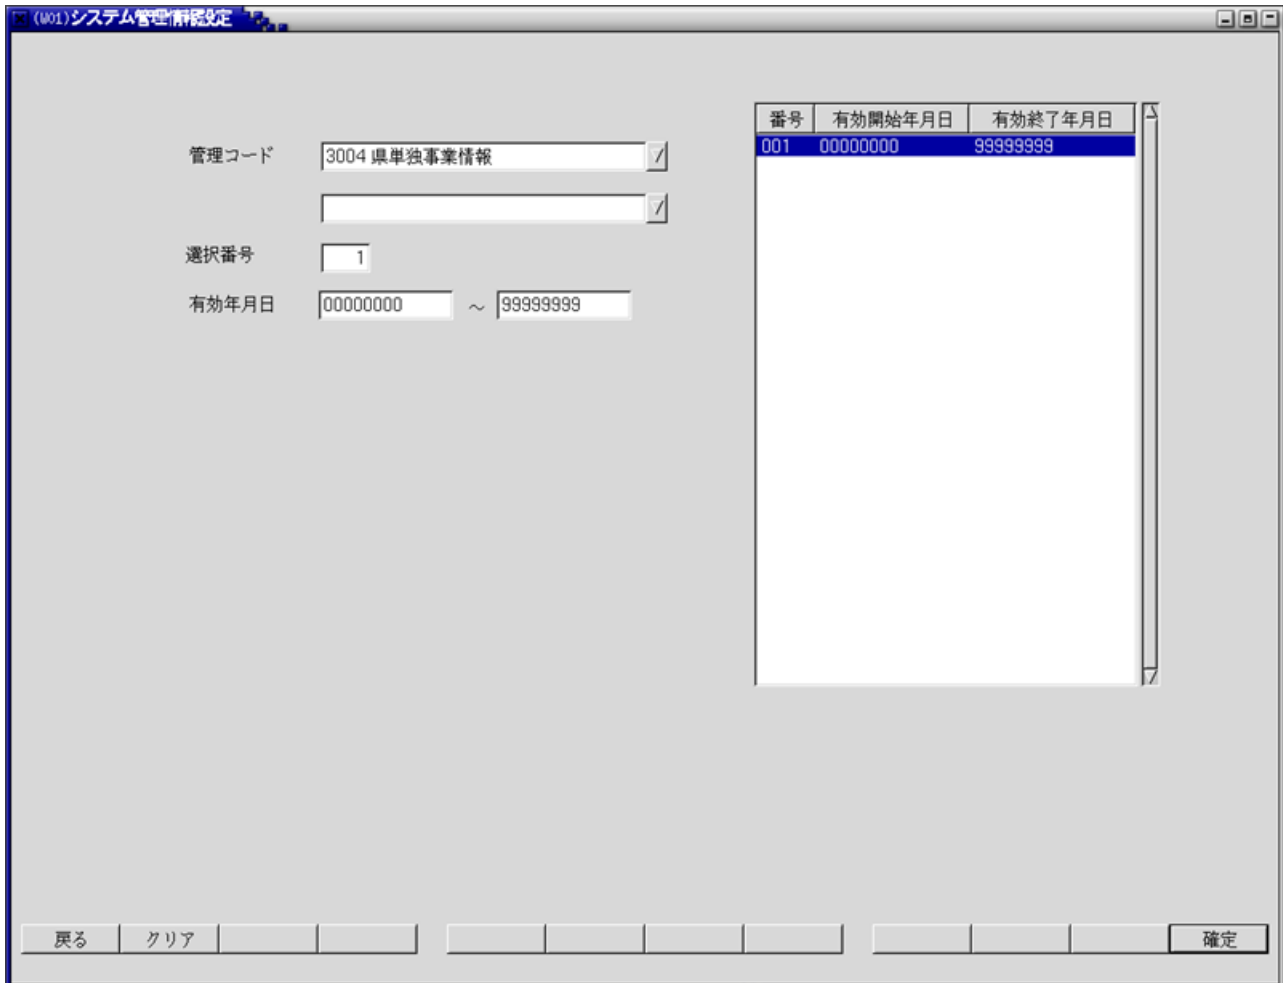 (W01)システム管理情報設定
管理コード 3004 県単独事業情報
選択番号 1
有効年月日 00000000 ～ 99999999
番号 有効開始年月日 有効終了年月日
001 00000000 99999999
戻る クリア 確定